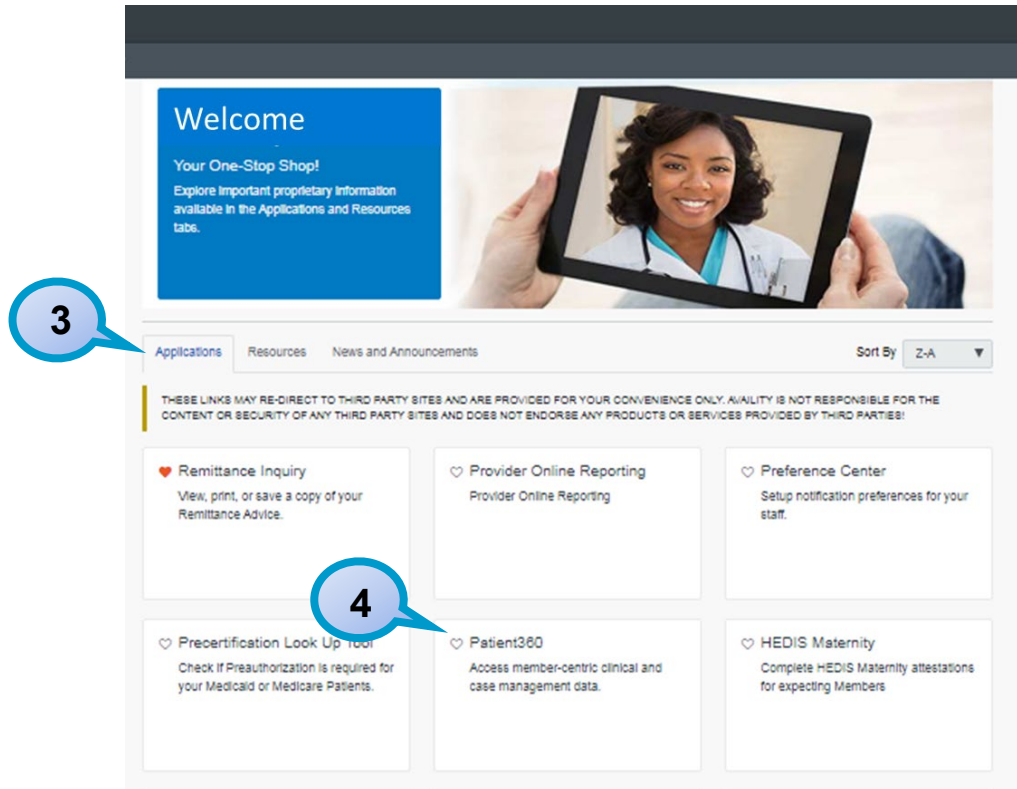 Welcome
Your One-Stop Shop!
Explore important proprietary information
available in the Applications and Resources
tabs.
3
Applications Resources News and Announcements Sort By Z-A
THESE LINKS MAY RE-DIRECT TO THIRD PARTY SITES AND ARE PROVIDED FOR YOUR CONVENIENCE ONLY. AVAILITY IS NOT RESPONSIBLE FOR THE
CONTENT OR SECURITY OF ANY THIRD PARTY SITES AND DOES NOT ENDORSE ANY PRODUCTS OR SERVICES PROVIDED BY THIRD PARTIES!
Remittance Inquiry
View, print, or save a copy of your
Remittance Advice.
Provider Online Reporting
Provider Online Reporting
Preference Center
Setup notification preferences for your
staff.
4
Precertification Look Up Tool
Check if Preauthorization is required for
your Medicaid or Medicare Patients.
Patient360
Access member-centric clinical and
case management data.
HEDIS Maternity
Complete HEDIS Maternity attestations
for expecting Members